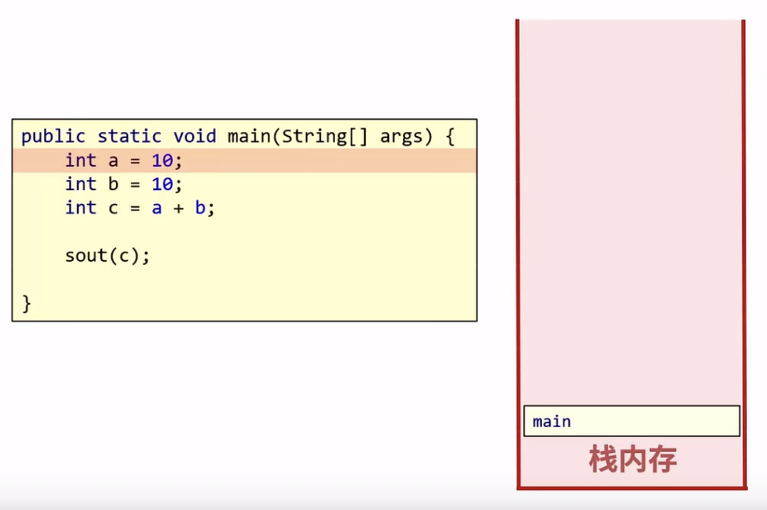 public static void main(String[] args) {
    int a = 10;
    int b = 10;
    int c = a + b;
    sout(c);
}
main
栈内存